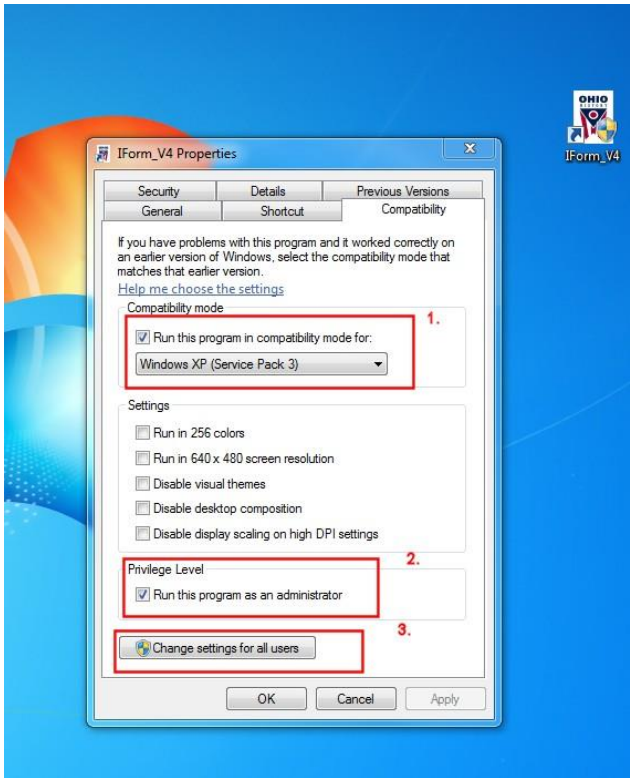 OHIO
HISTORY
IForm_V4
IForm_V4 Properties
Security Details Previous Versions
General Shortcut Compatibility
If you have problems with this program and it worked correctly on
an earlier version of Windows, select the compatibility mode that
matches that earlier version.
Help me choose the settings
Compatibility mode
1.
Run this program in compatibility mode for:
Windows XP (Service Pack 3)
Settings
Run in 256 colors
Run in 640 x 480 screen resolution
Disable visual themes
Disable desktop composition
Disable display scaling on high DPI settings
2.
Privilege Level
Run this program as an administrator
3.
Change settings for all users
OK Cancel Apply